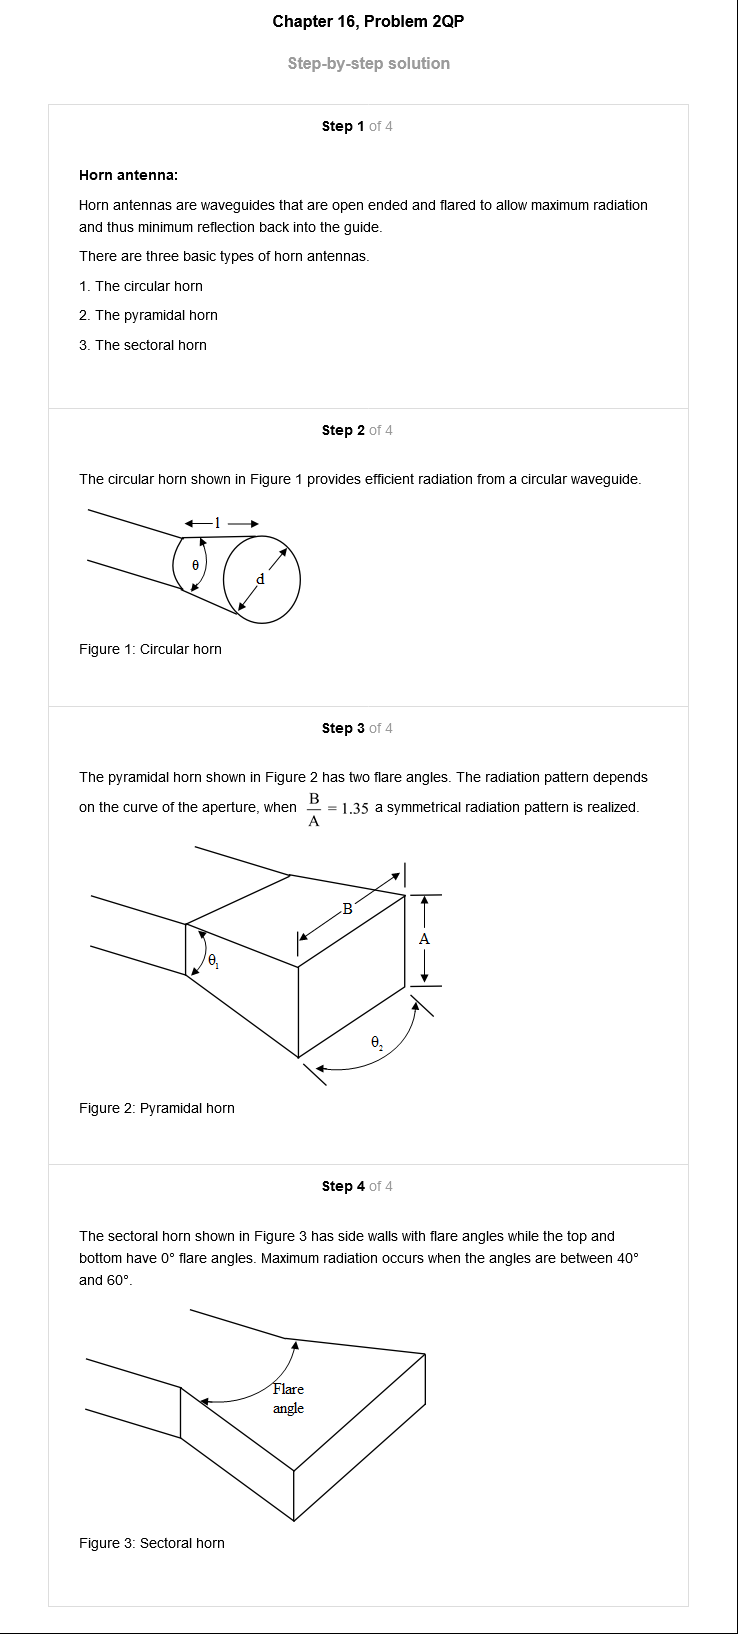 Chapter 16, Problem 2QP
Step-by-step solution
Step 1 of 4
Horn antenna:
Horn antennas are waveguides that are open ended and flared to allow maximum radiation
and thus minimum reflection back into the guide.
There are three basic types of horn antennas.
1. The circular horn
2. The pyramidal horn
3. The sectoral horn
Step 2 of 4
The circular horn shown in Figure 1 provides efficient radiation from a circular waveguide.
l
θ
d
Figure 1: Circular horn
Step 3 of 4
The pyramidal horn shown in Figure 2 has two flare angles. The radiation pattern depends
on the curve of the aperture, when B/A = 1.35 a symmetrical radiation pattern is realized.
B
A
θ₁
θ₂
Figure 2: Pyramidal horn
Step 4 of 4
The sectoral horn shown in Figure 3 has side walls with flare angles while the top and
bottom have 0° flare angles. Maximum radiation occurs when the angles are between 40°
and 60°.
Flare
angle
Figure 3: Sectoral horn